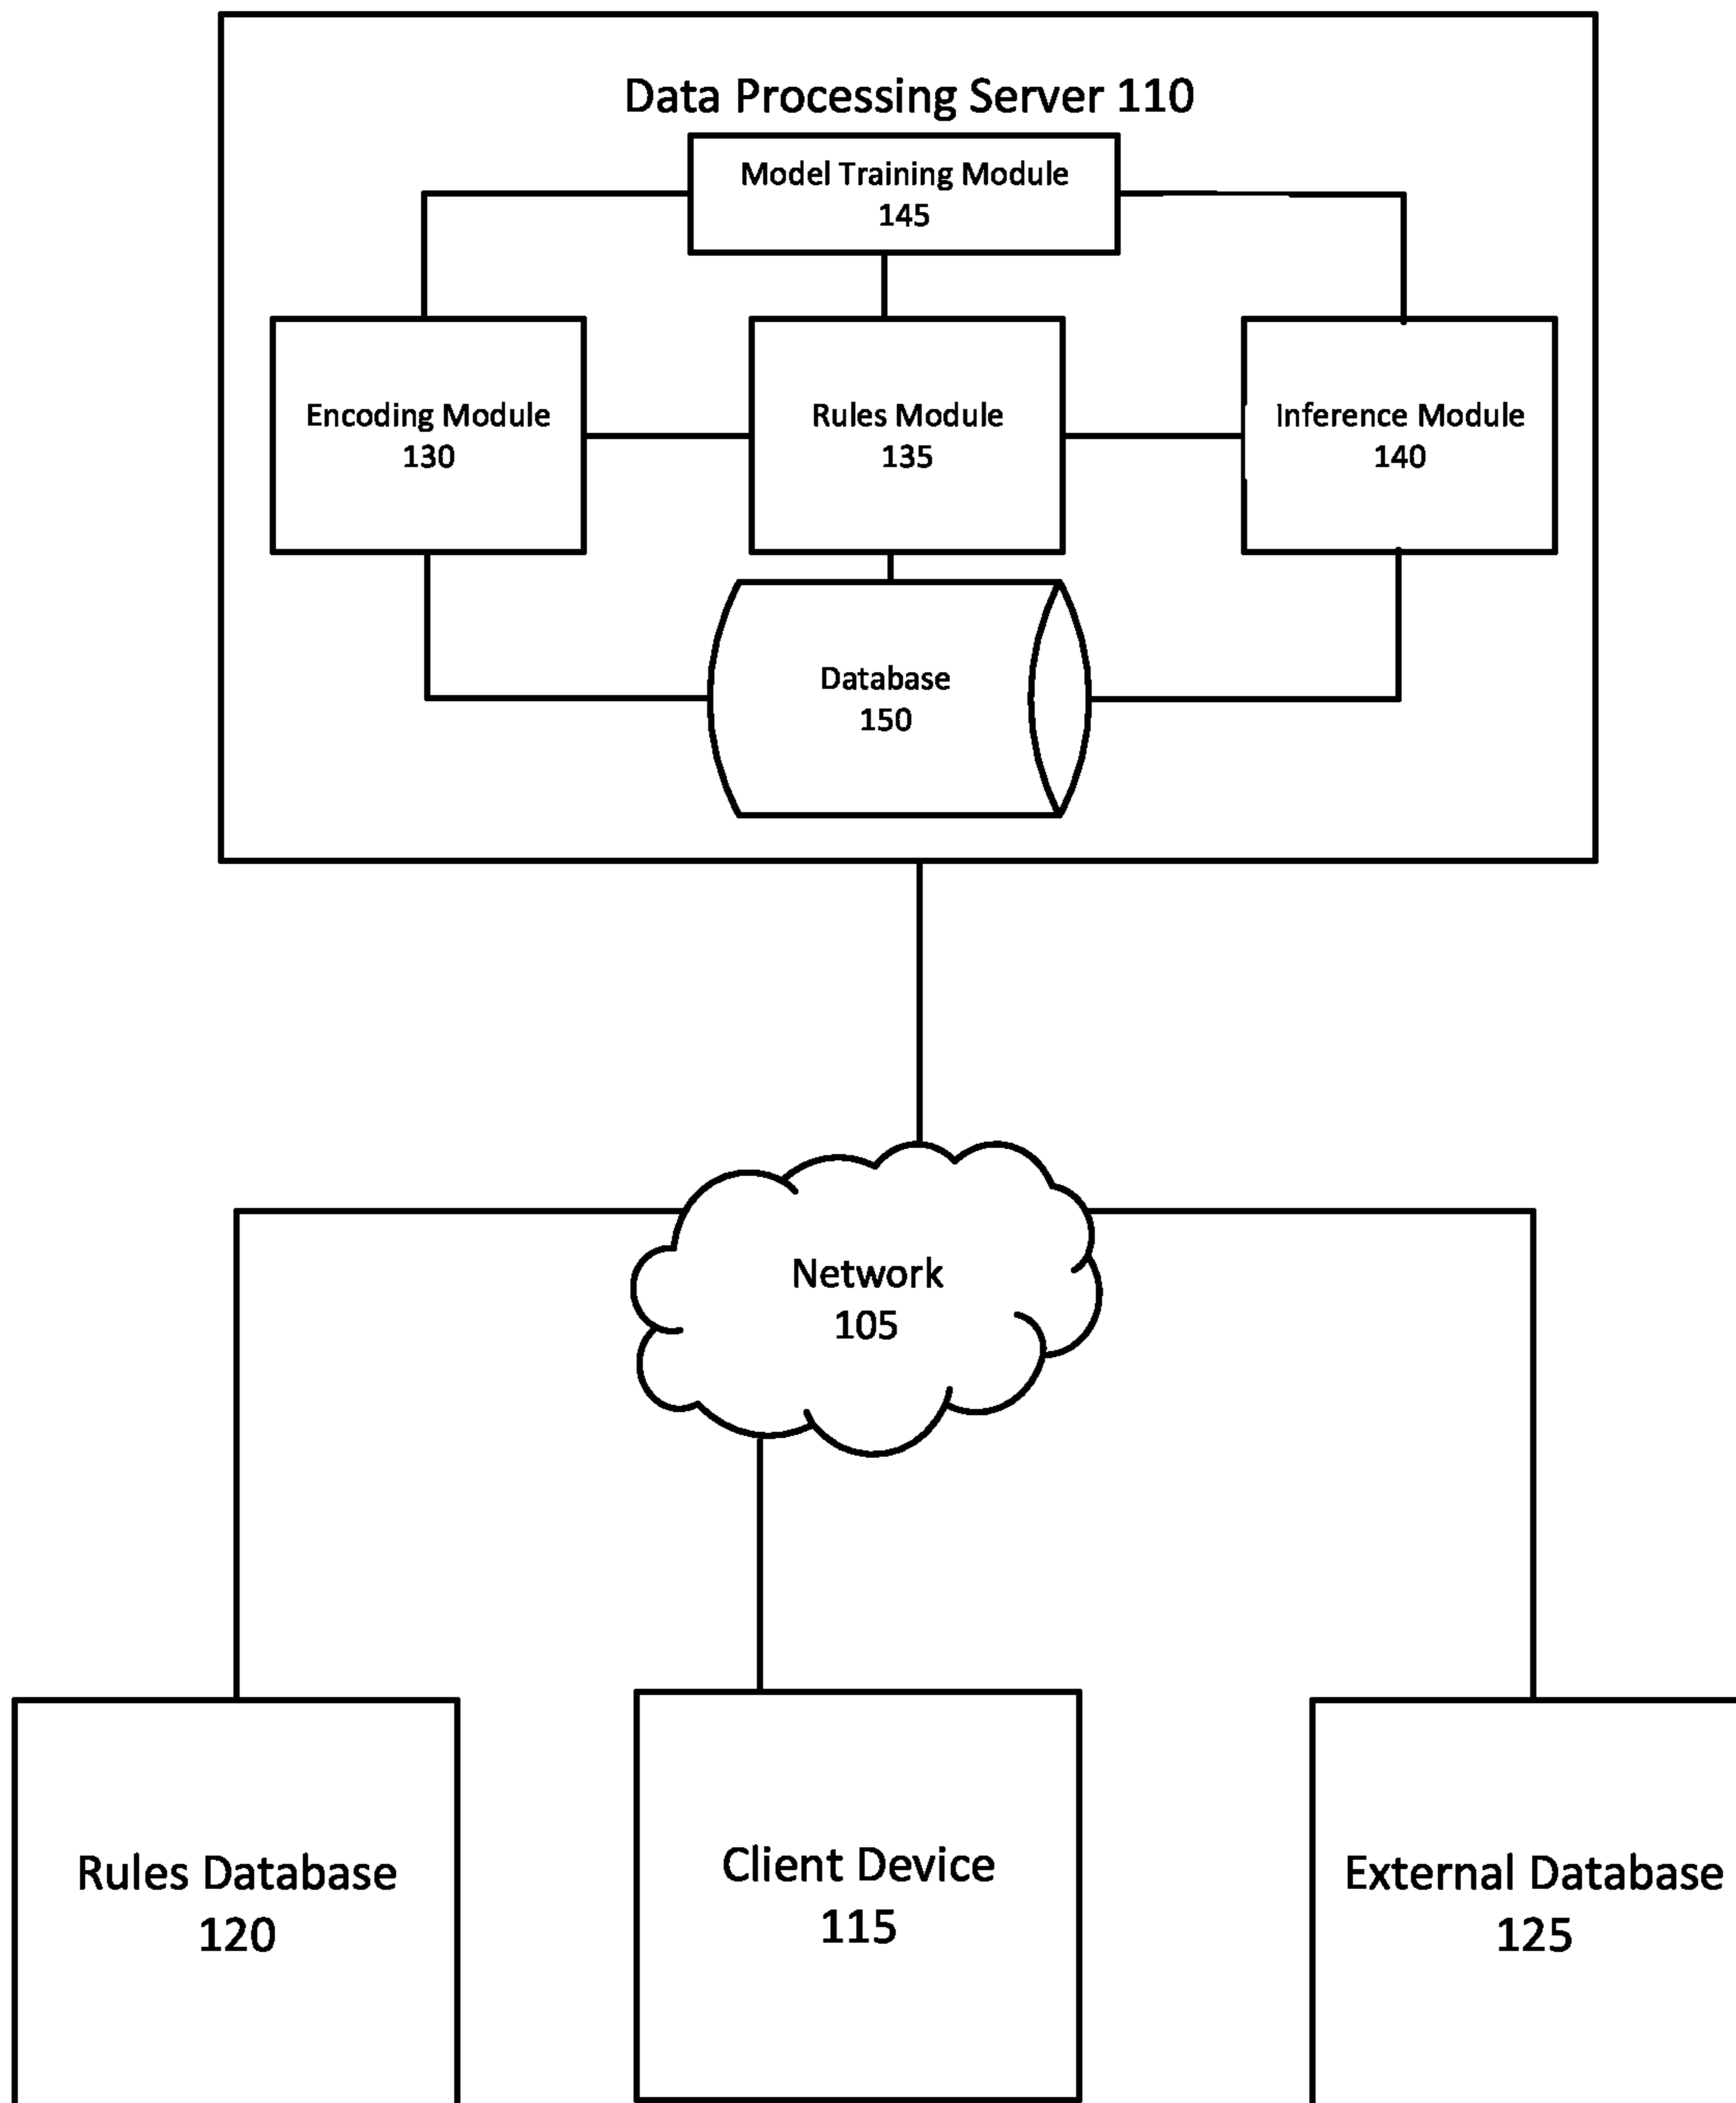 Data Processing Server 110
Model Training Module
145
Encoding Module
130
Rules Module
135
Inference Module
140
Database
150
Network
105
Rules Database
120
Client Device
115
External Database
125